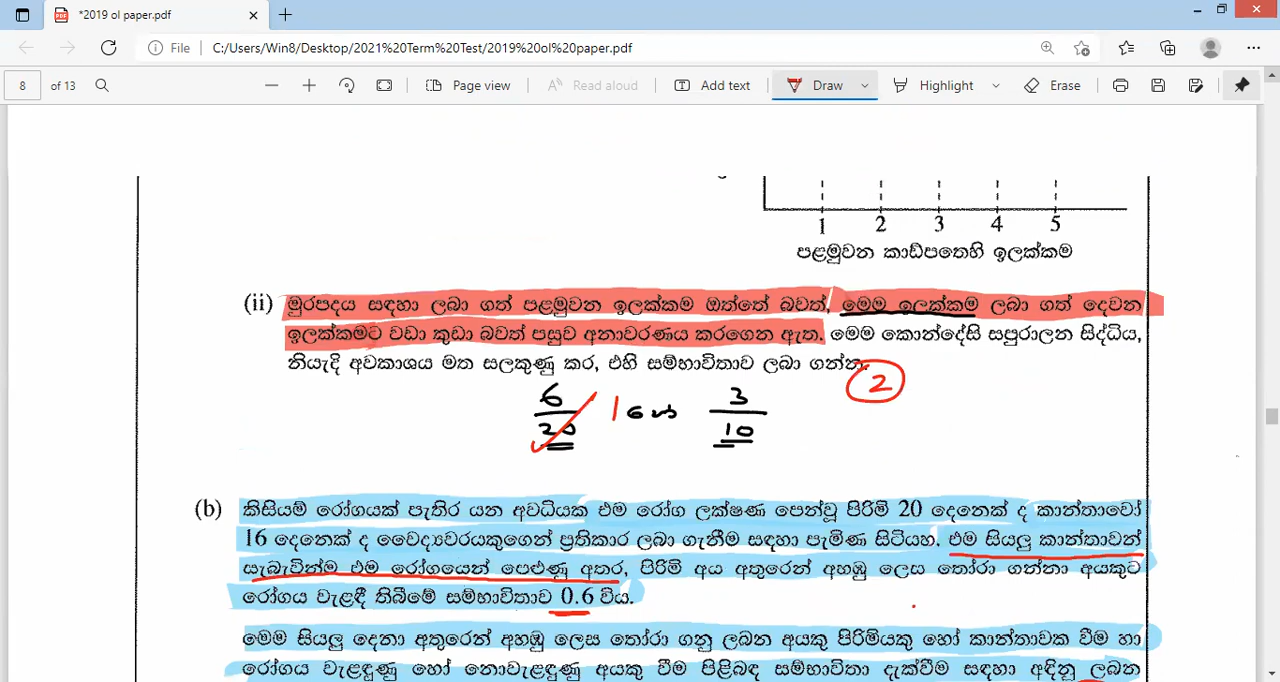 *2019 ol paper.pdf
File C:/Users/Win8/Desktop/2021%20Term%20Test/2019%20ol%20paper.pdf
8 of 13 Page view Read aloud Add text Draw Highlight Erase
1 2 3 4 5
පළමුවන කාඩ්පතෙහි ඉලක්කම
(ii) මුරපදය සඳහා ලබා ගත් පළමුවන ඉලක්කම ඔත්තේ බවත්, මෙම ඉලක්කම ලබා ගත් දෙවන
ඉලක්කමට වඩා කුඩා බවත් පසුව අනාවරණය කරගෙන ඇත. මෙම කොන්දේසි සපුරාලන සිද්ධිය,
නියැදි අවකාශය මත සලකුණු කර, එහි සම්භාවිතාව ලබා ගන්න.
2
6/20 1 හෝ 3/10
(b) කිසියම් රෝගයක් පැතිර යන අවධියක එම රෝග ලක්ෂණ පෙන්වූ පිරිමි 20 දෙනෙක් ද කාන්තාවෝ
16 දෙනෙක් ද වෛද්‍යවරයකුගෙන් ප්‍රතිකාර ලබා ගැනීම සඳහා පැමිණ සිටියහ. එම සියලු කාන්තාවන්
සැබැවින්ම එම රෝගයෙන් පෙළුණු අතර, පිරිමි අය අතුරෙන් අහඹු ලෙස තෝරා ගන්නා අයකුට
රෝගය වැළඳී තිබීමේ සම්භාවිතාව 0.6 විය.
මෙම සියලු දෙනා අතුරෙන් අහඹු ලෙස තෝරා ගනු ලබන අයකු පිරිමියකු හෝ කාන්තාවක වීම හා
රෝගය වැළඳුණු හෝ නොවැළඳුණු අයකු වීම පිළිබඳ සම්භාවිතා දැක්වීම සඳහා අඳිනු ලබන